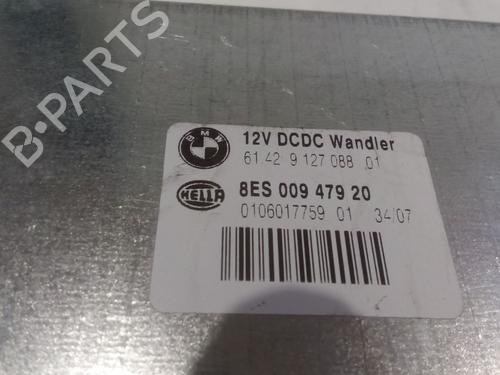 B-PARTS
BMW
12V DCDC Wandler
61.42 9 127 088 01
HELLA
8ES 009 479 20
0106017759 01 34/07